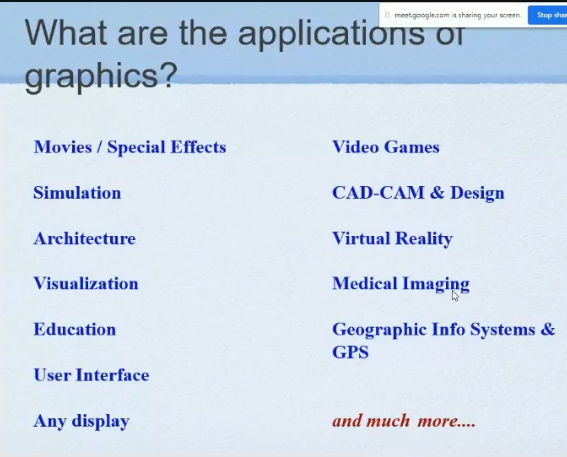 What are the applications of
graphics?
meet.google.com is sharing your screen.
Stop shar
Movies / Special Effects
Simulation
Architecture
Visualization
Education
User Interface
Any display
Video Games
CAD-CAM & Design
Virtual Reality
Medical Imaging
Geographic Info Systems &
GPS
and much more....